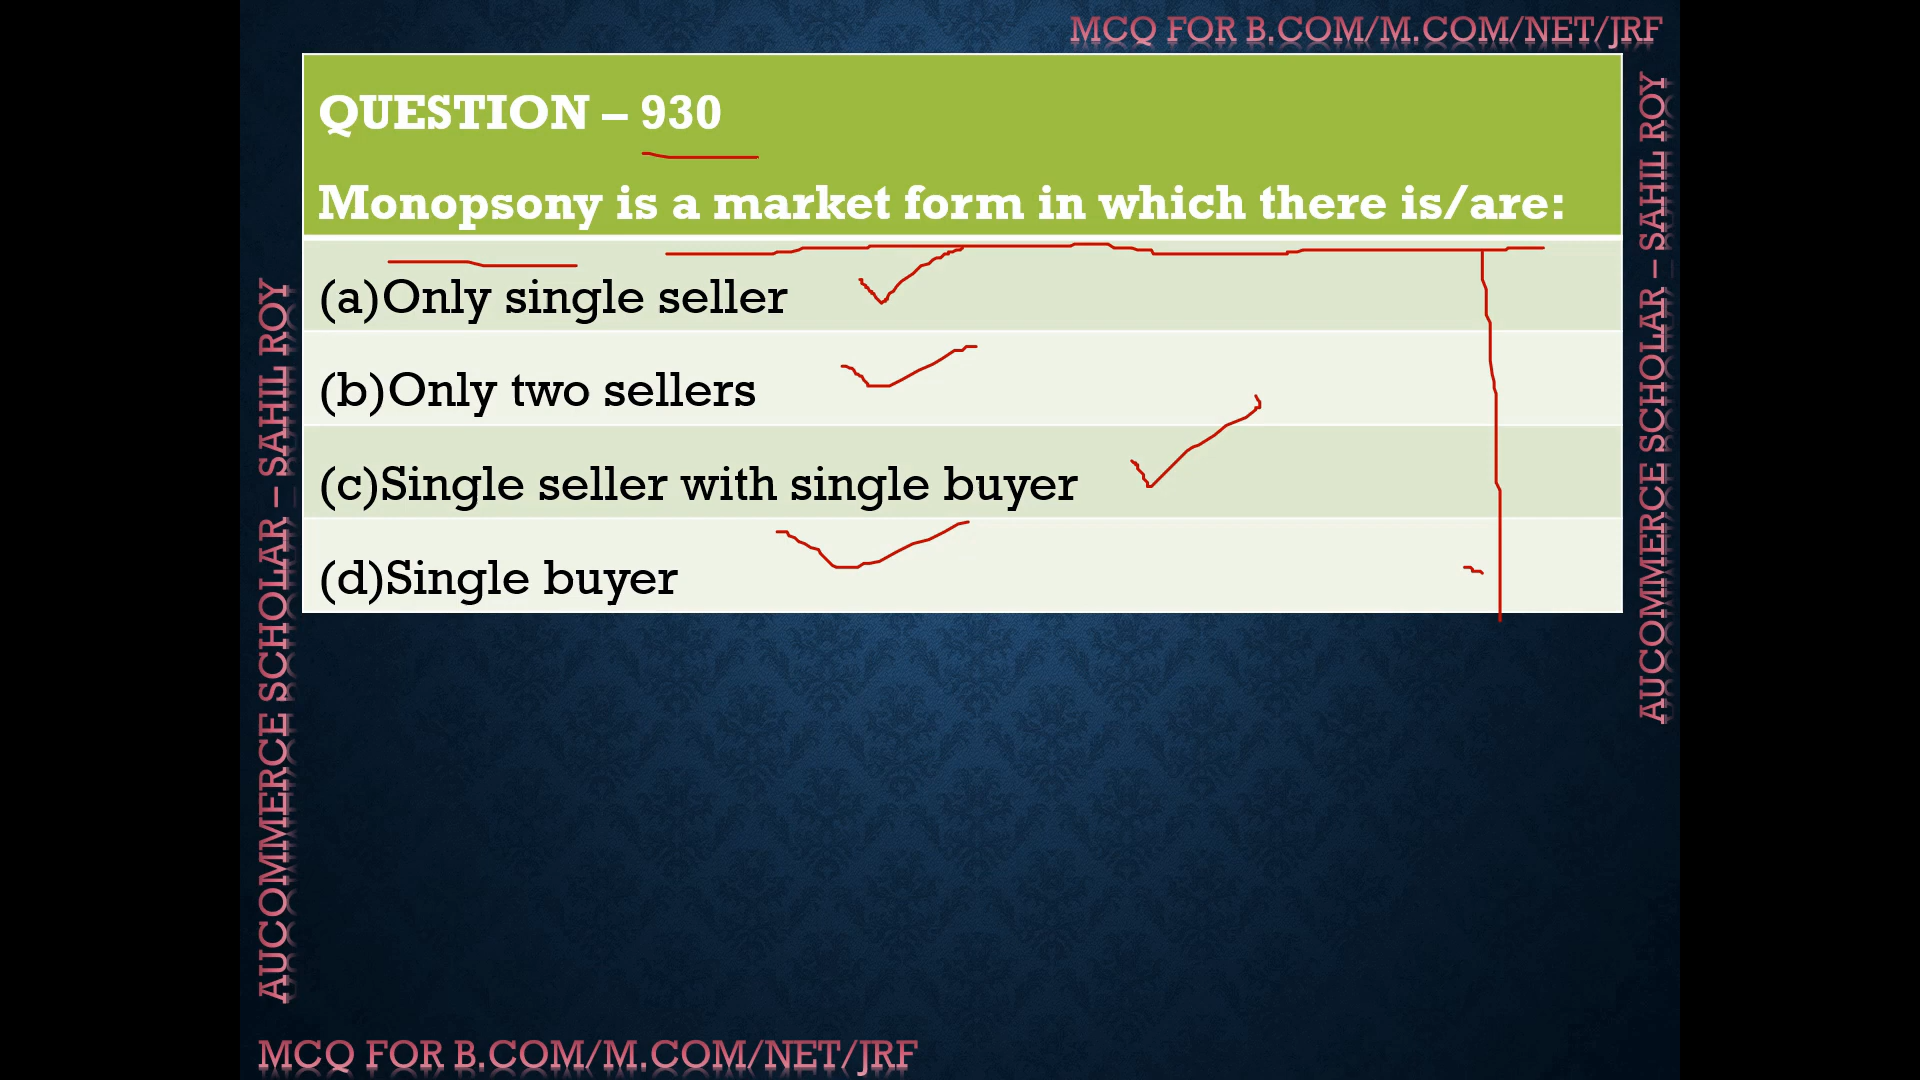 MCQ FOR B.COM/M.COM/NET/JRF
QUESTION – 930
Monopsony is a market form in which there is/are:
(a)Only single seller
(b)Only two sellers
(c)Single seller with single buyer
(d)Single buyer
AUCOMMERCE SCHOLAR – SAHIL ROY
AUCOMMERCE SCHOLAR – SAHIL ROY
MCQ FOR B.COM/M.COM/NET/JRF